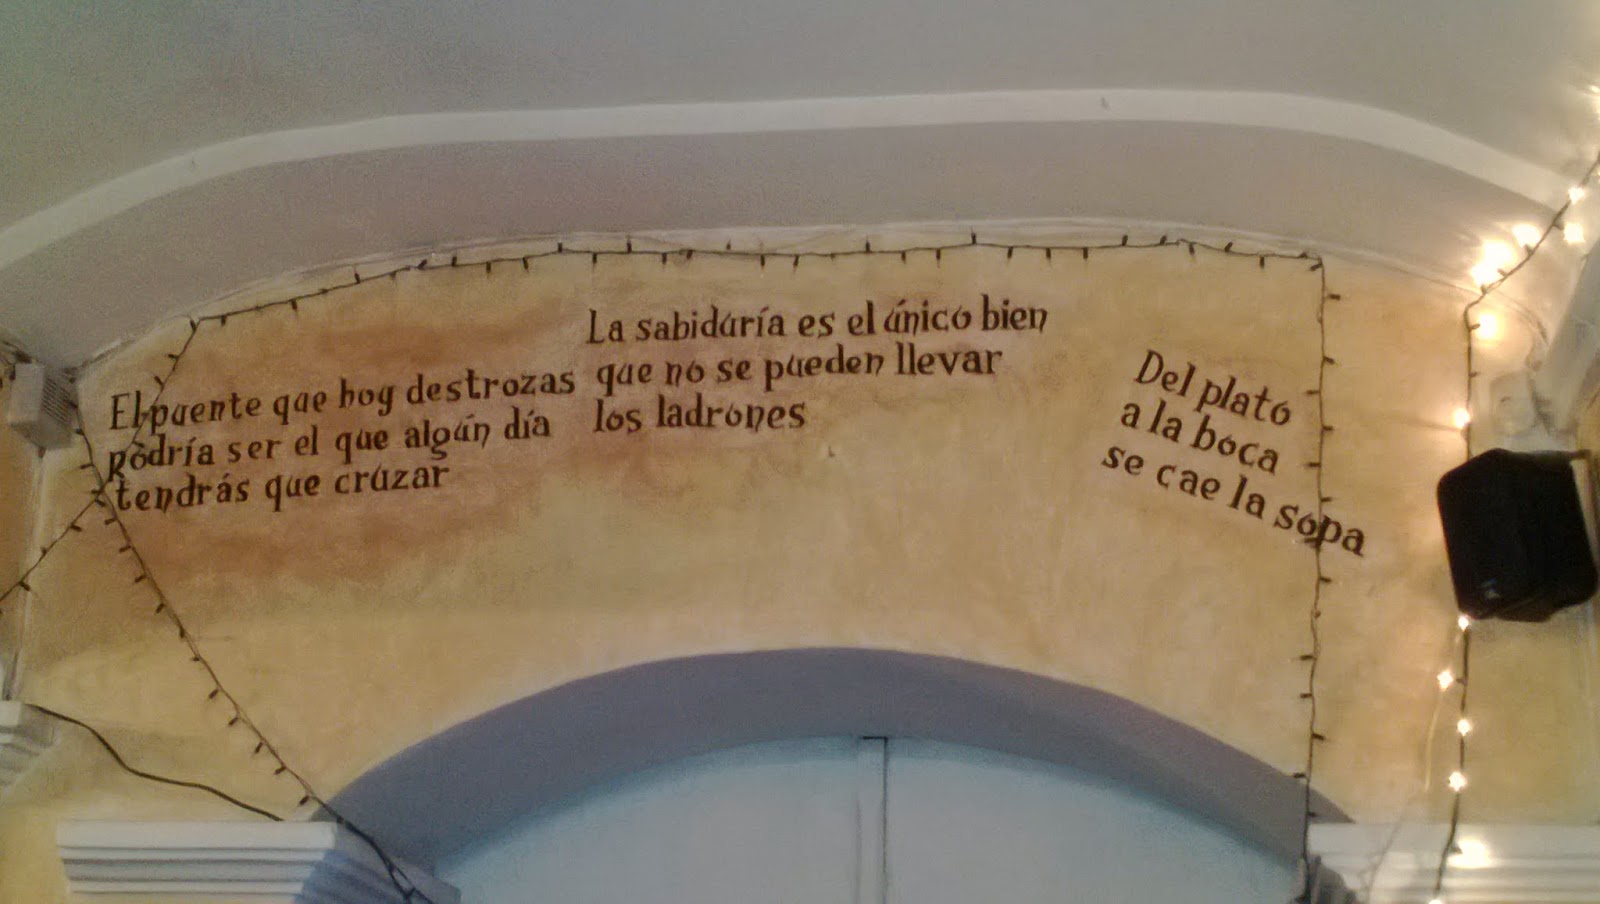 El puente que hoy destrozas
podría ser el que algún día
tendrás que cruzar
La sabiduría es el único bien
que no se pueden llevar
los ladrones
Del plato
a la boca
se cae la sopa